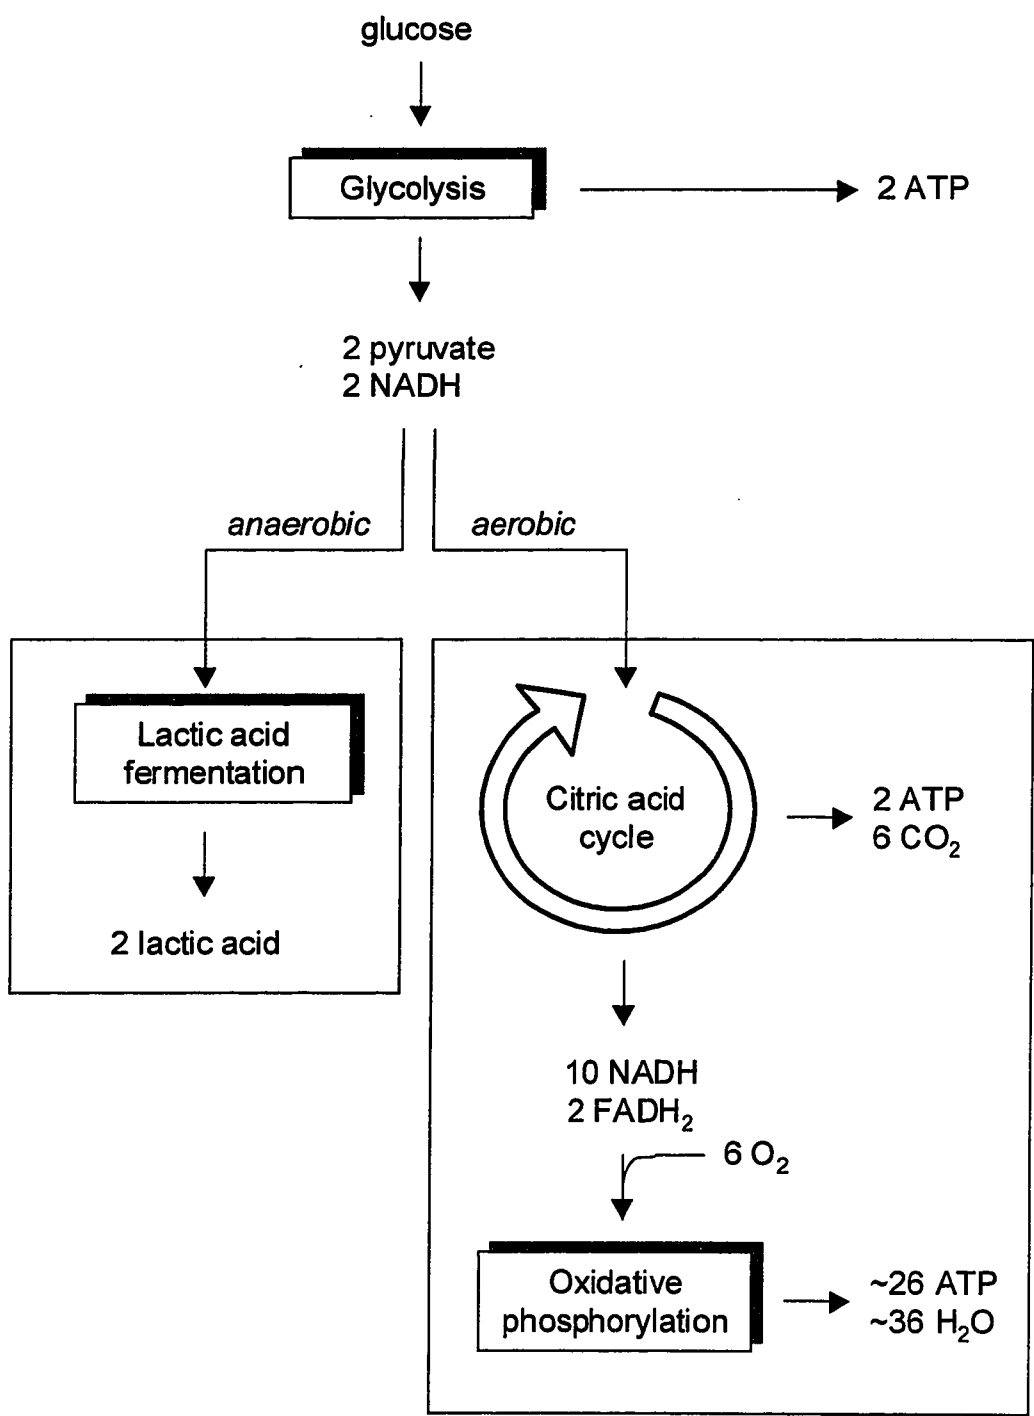 glucose
Glycolysis
2 ATP
2 pyruvate
2 NADH
anaerobic
aerobic
Lactic acid
fermentation
2 lactic acid
Citric acid
cycle
2 ATP
6 CO₂
10 NADH
2 FADH₂
6 O₂
Oxidative
phosphorylation
~26 ATP
~36 H₂O